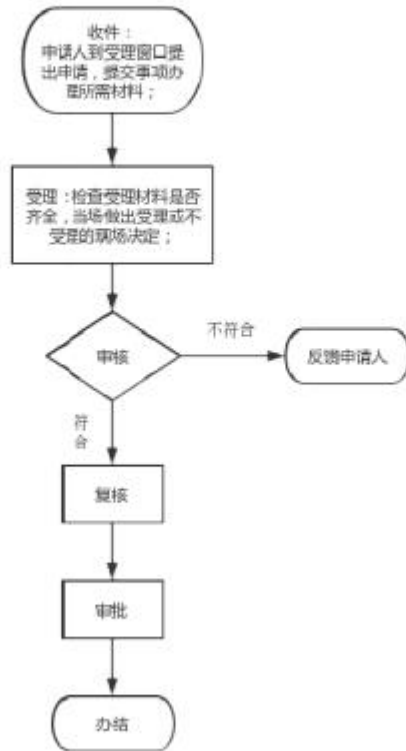 收件：
申请人到受理窗口提
出申请，提交事项办
理所需材料；
受理：检查受理材料是否
齐全，当场做出受理或不
受理的现场决定；
审核
不符合
反馈申请人
符
合
复核
审批
办结